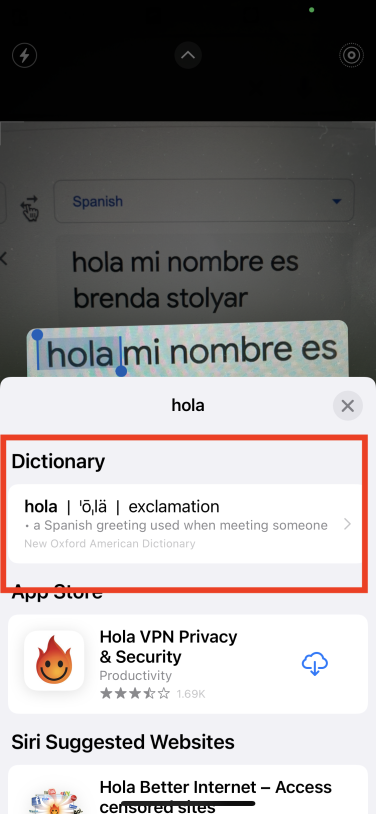 Spanish
hola mi nombre es
brenda stolyar
hola mi nombre es
hola
Dictionary
hola | ˈōˌlä | exclamation
• a Spanish greeting used when meeting someone
New Oxford American Dictionary
App Store
Hola VPN Privacy
& Security
Productivity
1.69K
Siri Suggested Websites
Hola Better Internet – Access
censored sites